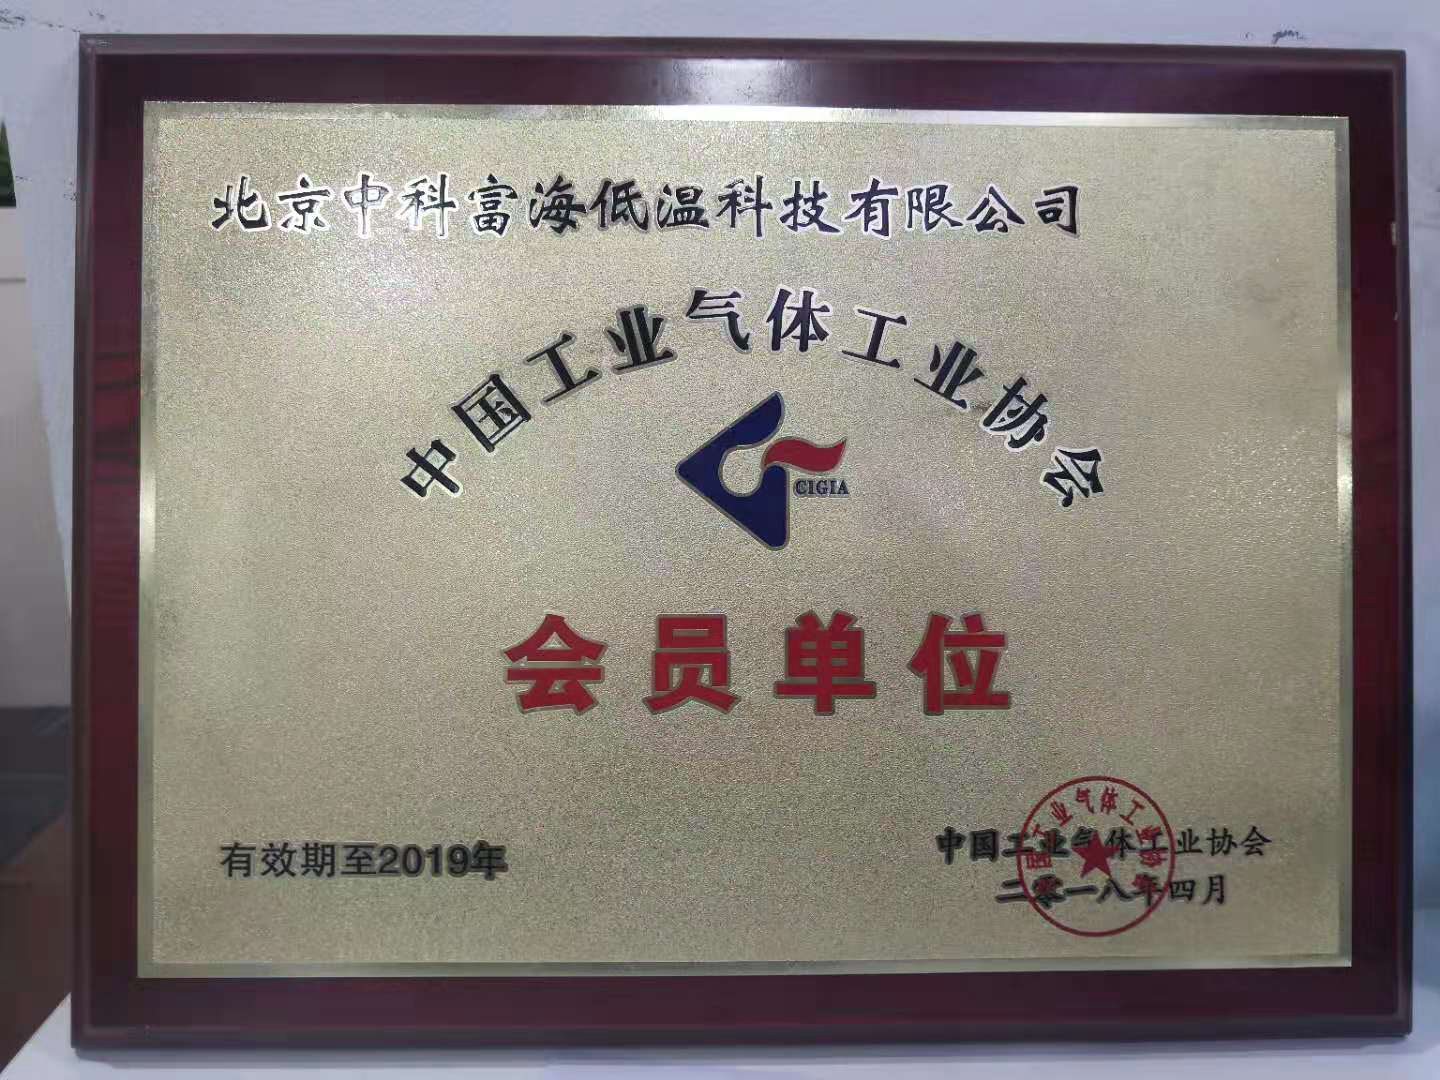 北京中科富海低温科技有限公司
中国工业气体工业协会
CIGIA
会员单位
有效期至2019年
中国工业气体工业协会
二零一八年四月